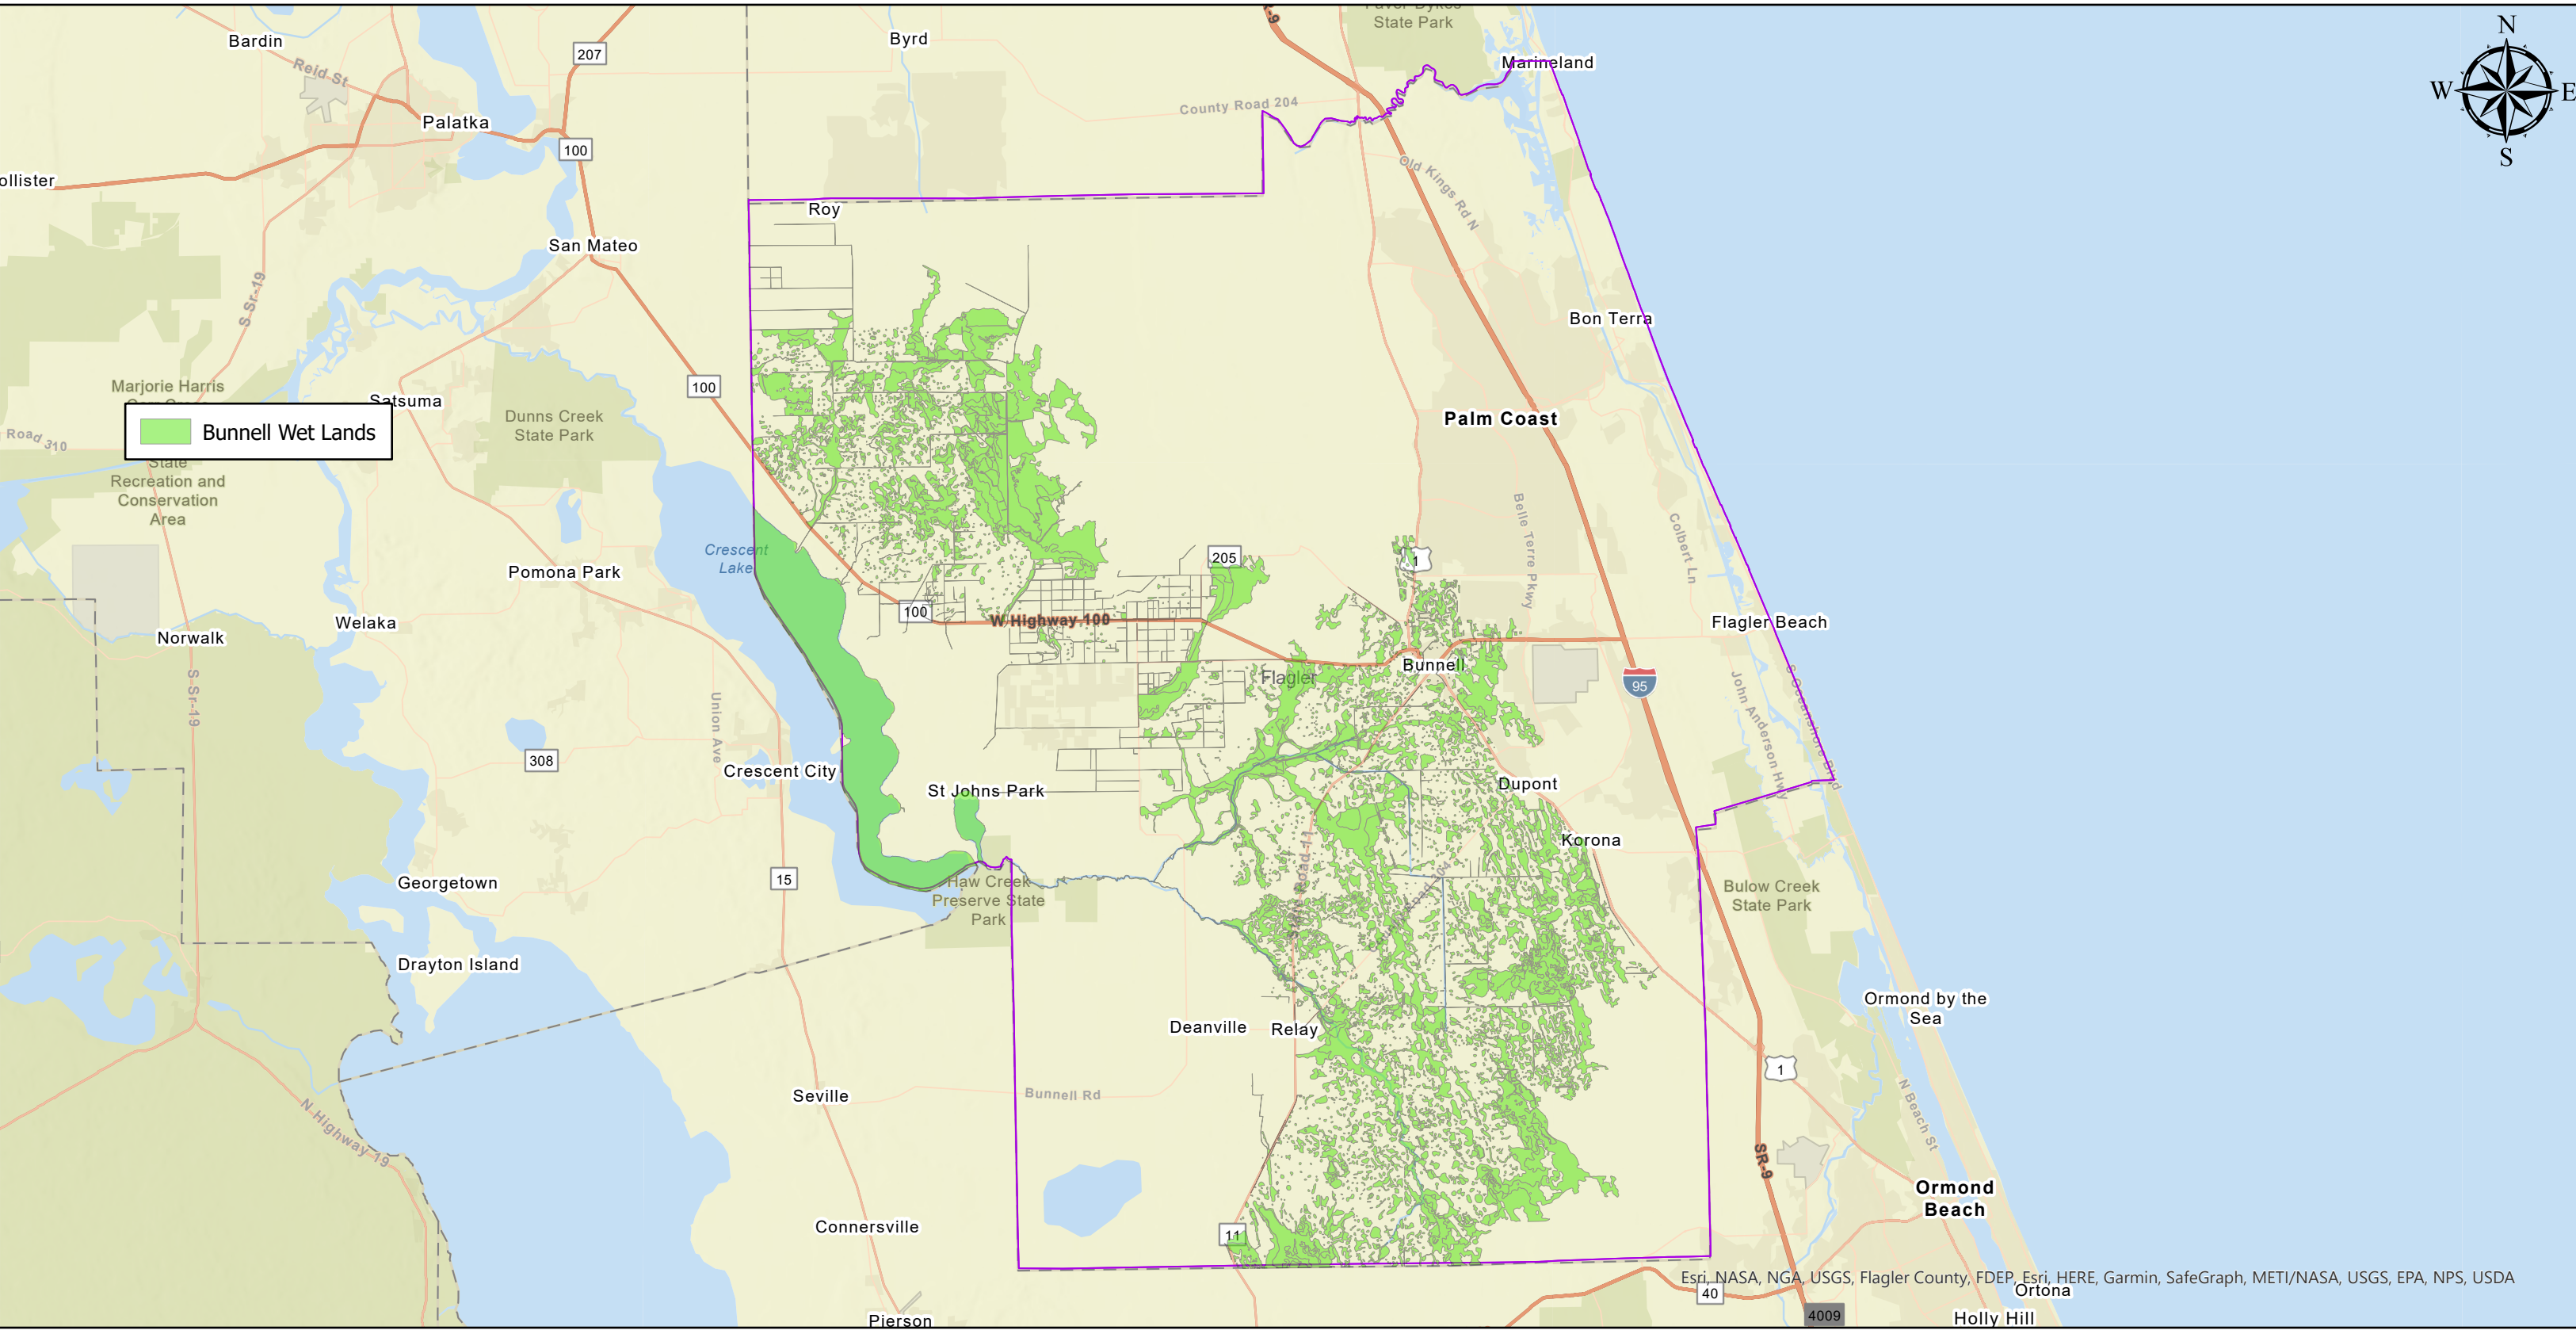 Bardin
Reid St
207
Byrd
State Park
Marineland
N
W
E
S
Palatka
County Road 204
100
ollister
Old Kings Rd N
Roy
San Mateo
S Sr-19
Bon Terra
Marjorie Harris
100
Satsuma
Dunns Creek
State Park
Palm Coast
Bunnell Wet Lands
Road 310
State
Recreation and
Conservation
Area
Belle Terre Pkwy
Colbert Ln
Crescent
Lake
205
1
Pomona Park
100
W Highway 100
Welaka
Flagler Beach
Norwalk
Bunnell
Flagler
95
S Sr-19
Union Ave
S Oceanshore Blvd
John Anderson Hwy
308
Crescent City
St Johns Park
Dupont
Korona
15
Georgetown
Haw Creek
Preserve State
Park
Bulow Creek
State Park
Drayton Island
Ormond by the
Sea
Deanville
Relay
1
Seville
Bunnell Rd
N Highway 19
N Beach St
SR-9
Ormond
Beach
Connersville
11
Esri, NASA, NGA, USGS, Flagler County, FDEP, Esri, HERE, Garmin, SafeGraph, METI/NASA, USGS, EPA, NPS, USDA
40
Ortona
4009
Holly Hill
Pierson